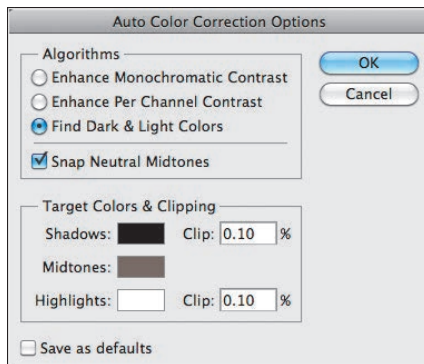 Auto Color Correction Options
Algorithms
Enhance Monochromatic Contrast
Enhance Per Channel Contrast
Find Dark & Light Colors
Snap Neutral Midtones
OK
Cancel
Target Colors & Clipping
Shadows: Clip: 0.10 %
Midtones:
Highlights: Clip: 0.10 %
Save as defaults